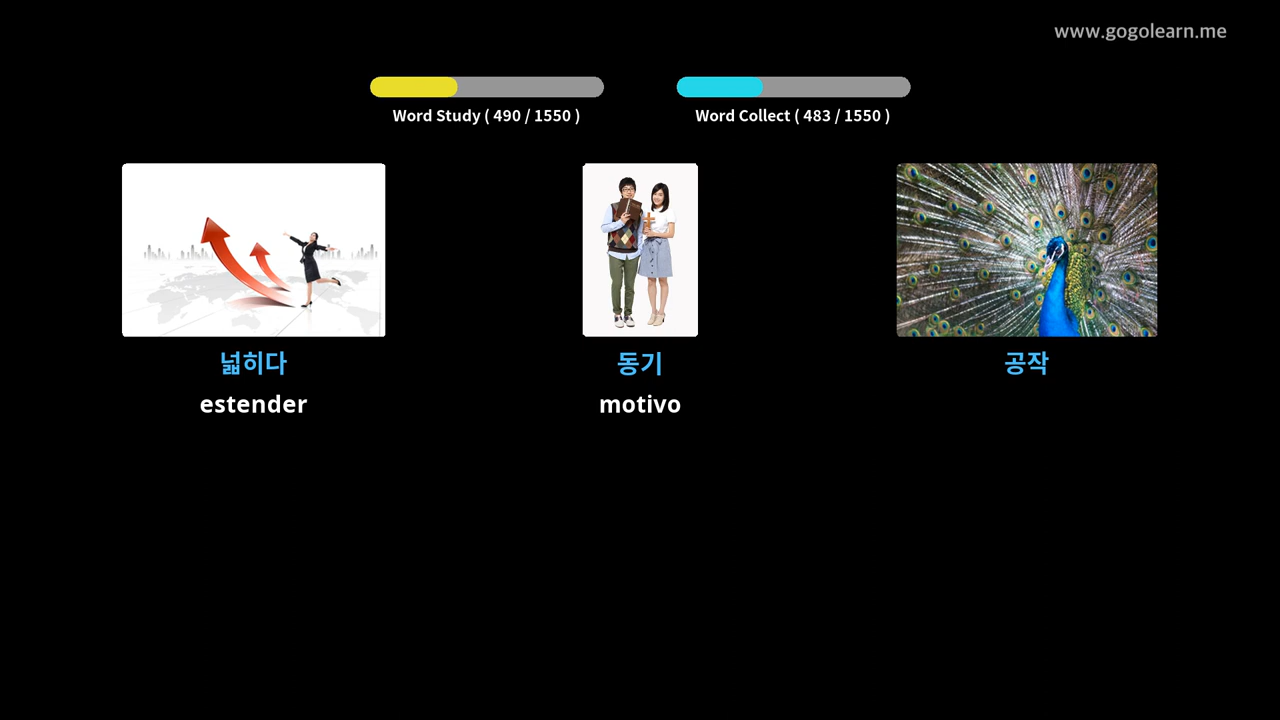 www.gogolearn.me
Word Study ( 490 / 1550 )
Word Collect ( 483 / 1550 )
넓히다
동기
공작
estender
motivo